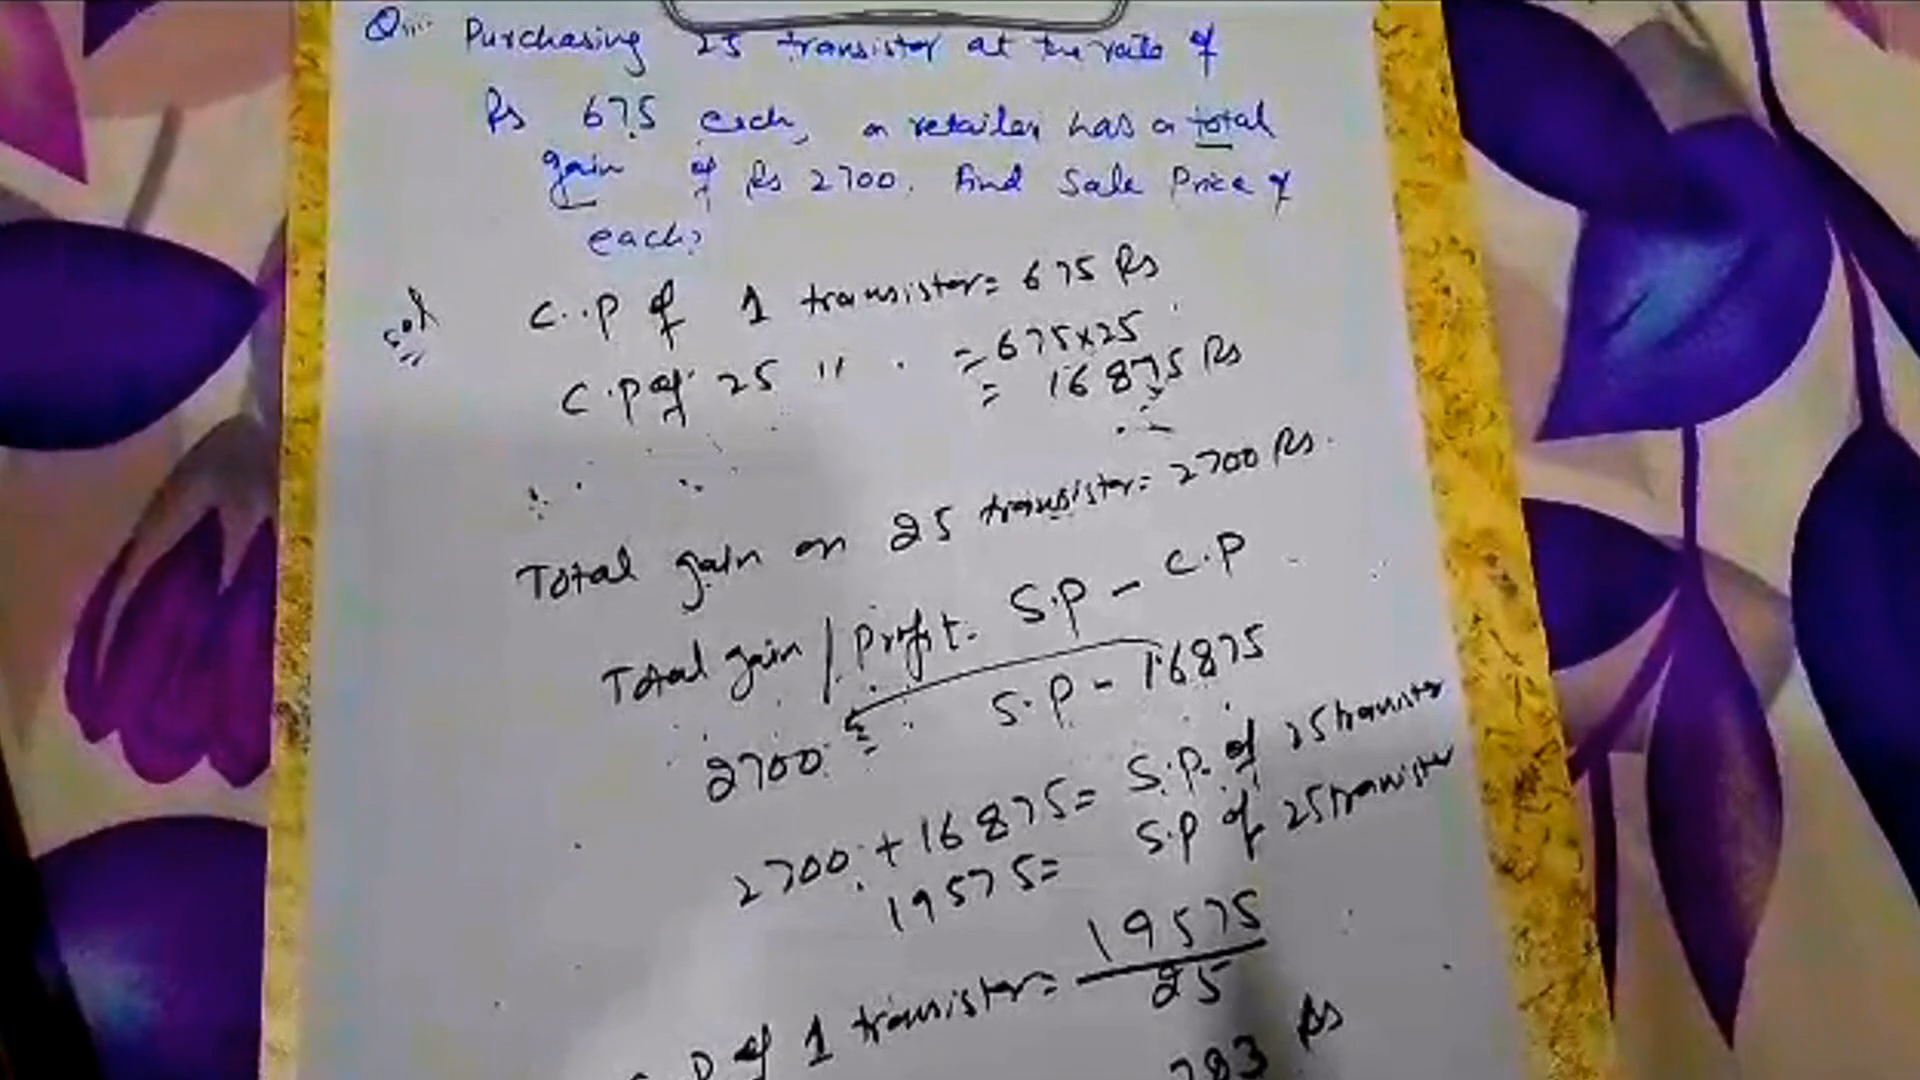 Q Purchasing 25 transistor at the rate of
Rs 675 each, a retailer has a total
gain of Rs 2700. find Sale Price of
each?
Sol C.P of 1 transistor = 675 Rs
C.P of 25 " = 675x25
= 16875 Rs
Total gain on 25 transistor = 2700 Rs.
Total gain / Profit = S.P - C.P
2700 = S.P - 16875
2700 + 16875 = S.P. of 25 transistor
19575 = S.P of 25 transister
19575
S.P of 1 transister = 25
783 Rs